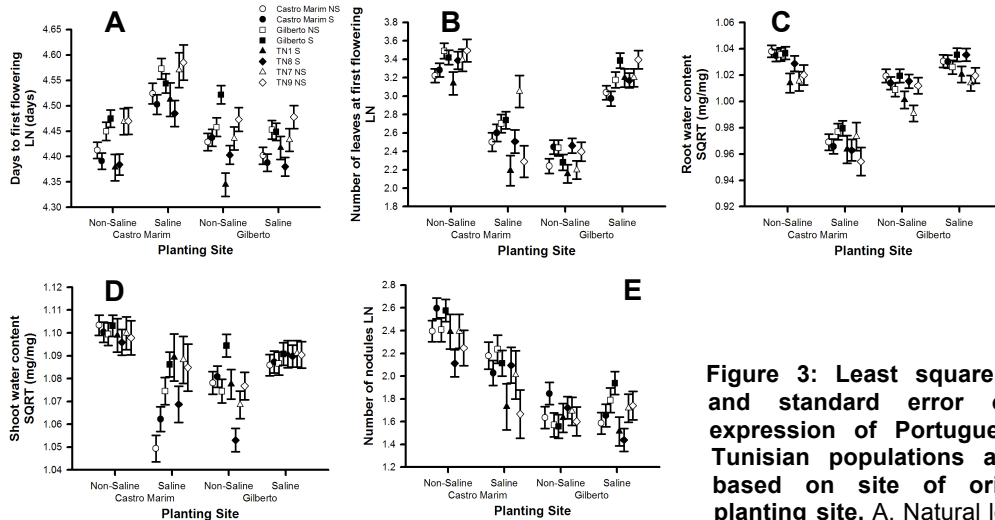 A
Days to first flowering
LN (days)
4.65
4.60
4.55
4.50
4.45
4.40
4.35
4.30
Non-Saline Saline Non-Saline Saline
Castro Marim Gilberto
Planting Site
Castro Marim NS
Castro Marim S
Gilberto NS
Gilberto S
TN1 S
TN8 S
TN7 NS
TN9 NS
B
Number of leaves at first flowering
LN
3.8
3.6
3.4
3.2
3.0
2.8
2.6
2.4
2.2
2.0
1.8
Non-Saline Saline Non-Saline Saline
Castro Marim Gilberto
Planting Site
C
Root water content
SQRT (mg/mg)
1.06
1.04
1.02
1.00
0.98
0.96
0.94
0.92
Non-Saline Saline Non-Saline Saline
Castro Marim Gilberto
Planting Site
D
Shoot water content
SQRT (mg/mg)
1.12
1.11
1.10
1.09
1.08
1.07
1.06
1.05
1.04
Non-Saline Saline Non-Saline Saline
Castro Marim Gilberto
Planting Site
E
Number of nodules LN
2.8
2.6
2.4
2.2
2.0
1.8
1.6
1.4
1.2
Non-Saline Saline Non-Saline Saline
Castro Marim Gilberto
Planting Site
Figure 3: Least square
and standard error
expression of Portugue
Tunisian populations a
based on site of ori
planting site. A. Natural l